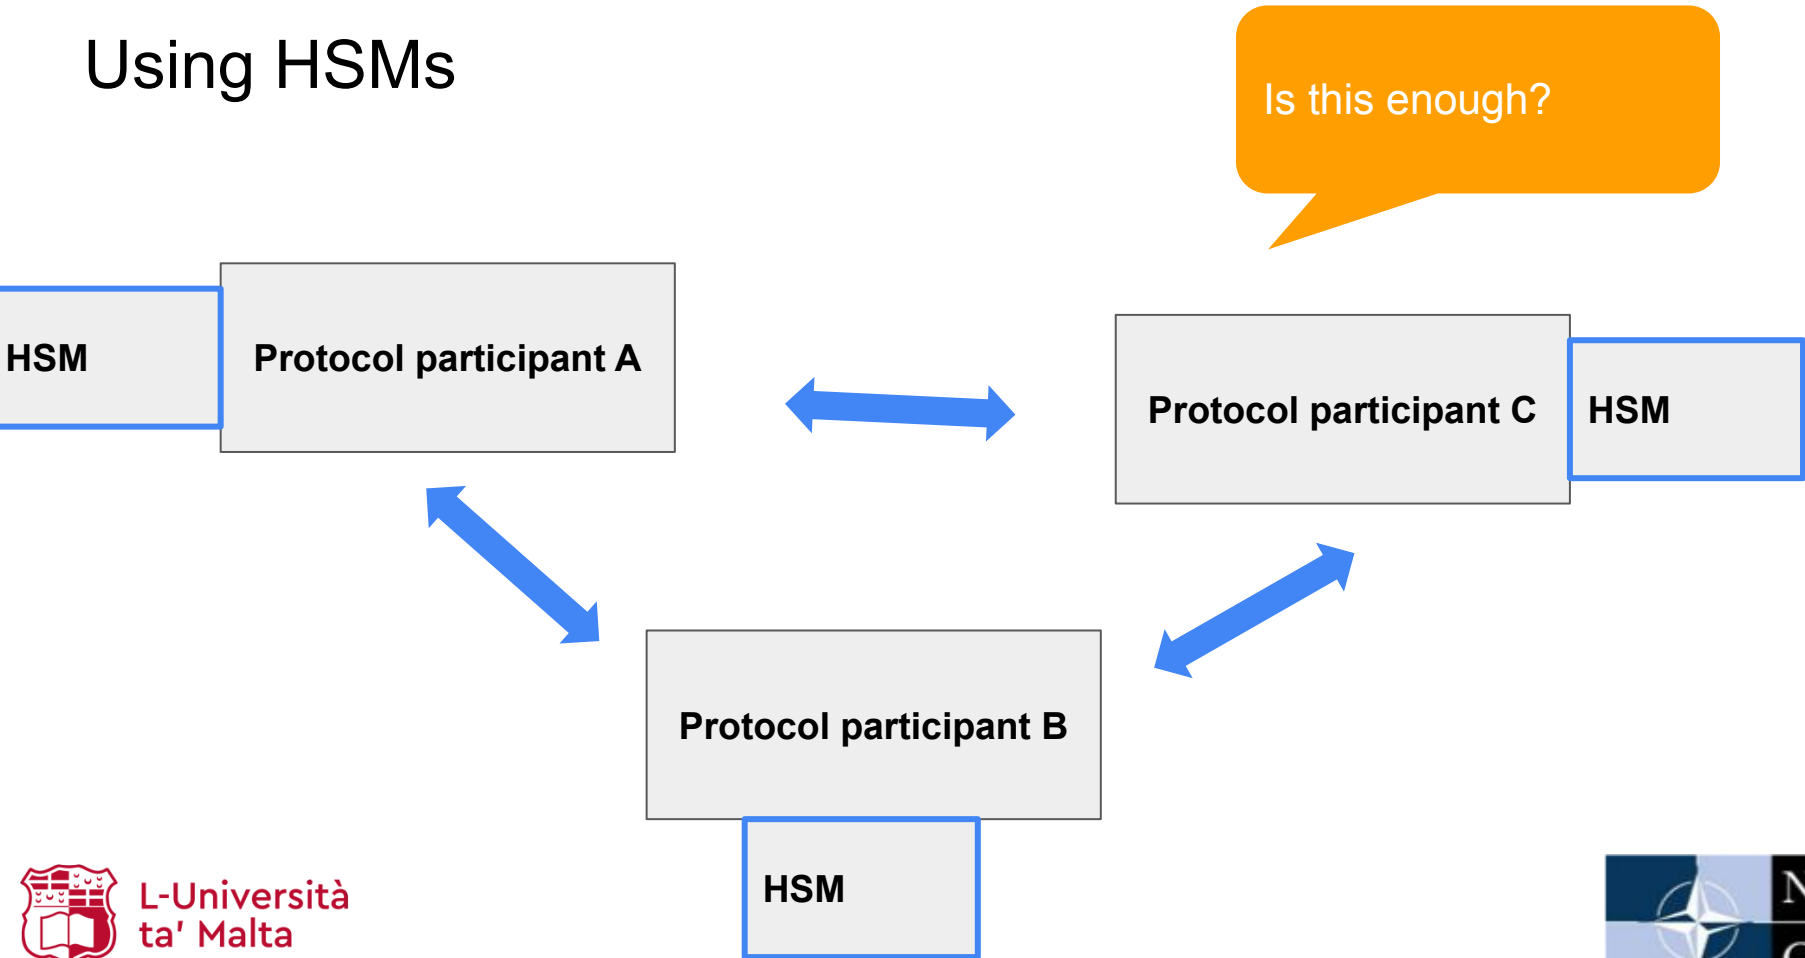 Using HSMs
Is this enough?
HSM
Protocol participant A
Protocol participant C
HSM
Protocol participant B
HSM
L-Università
ta' Malta
N